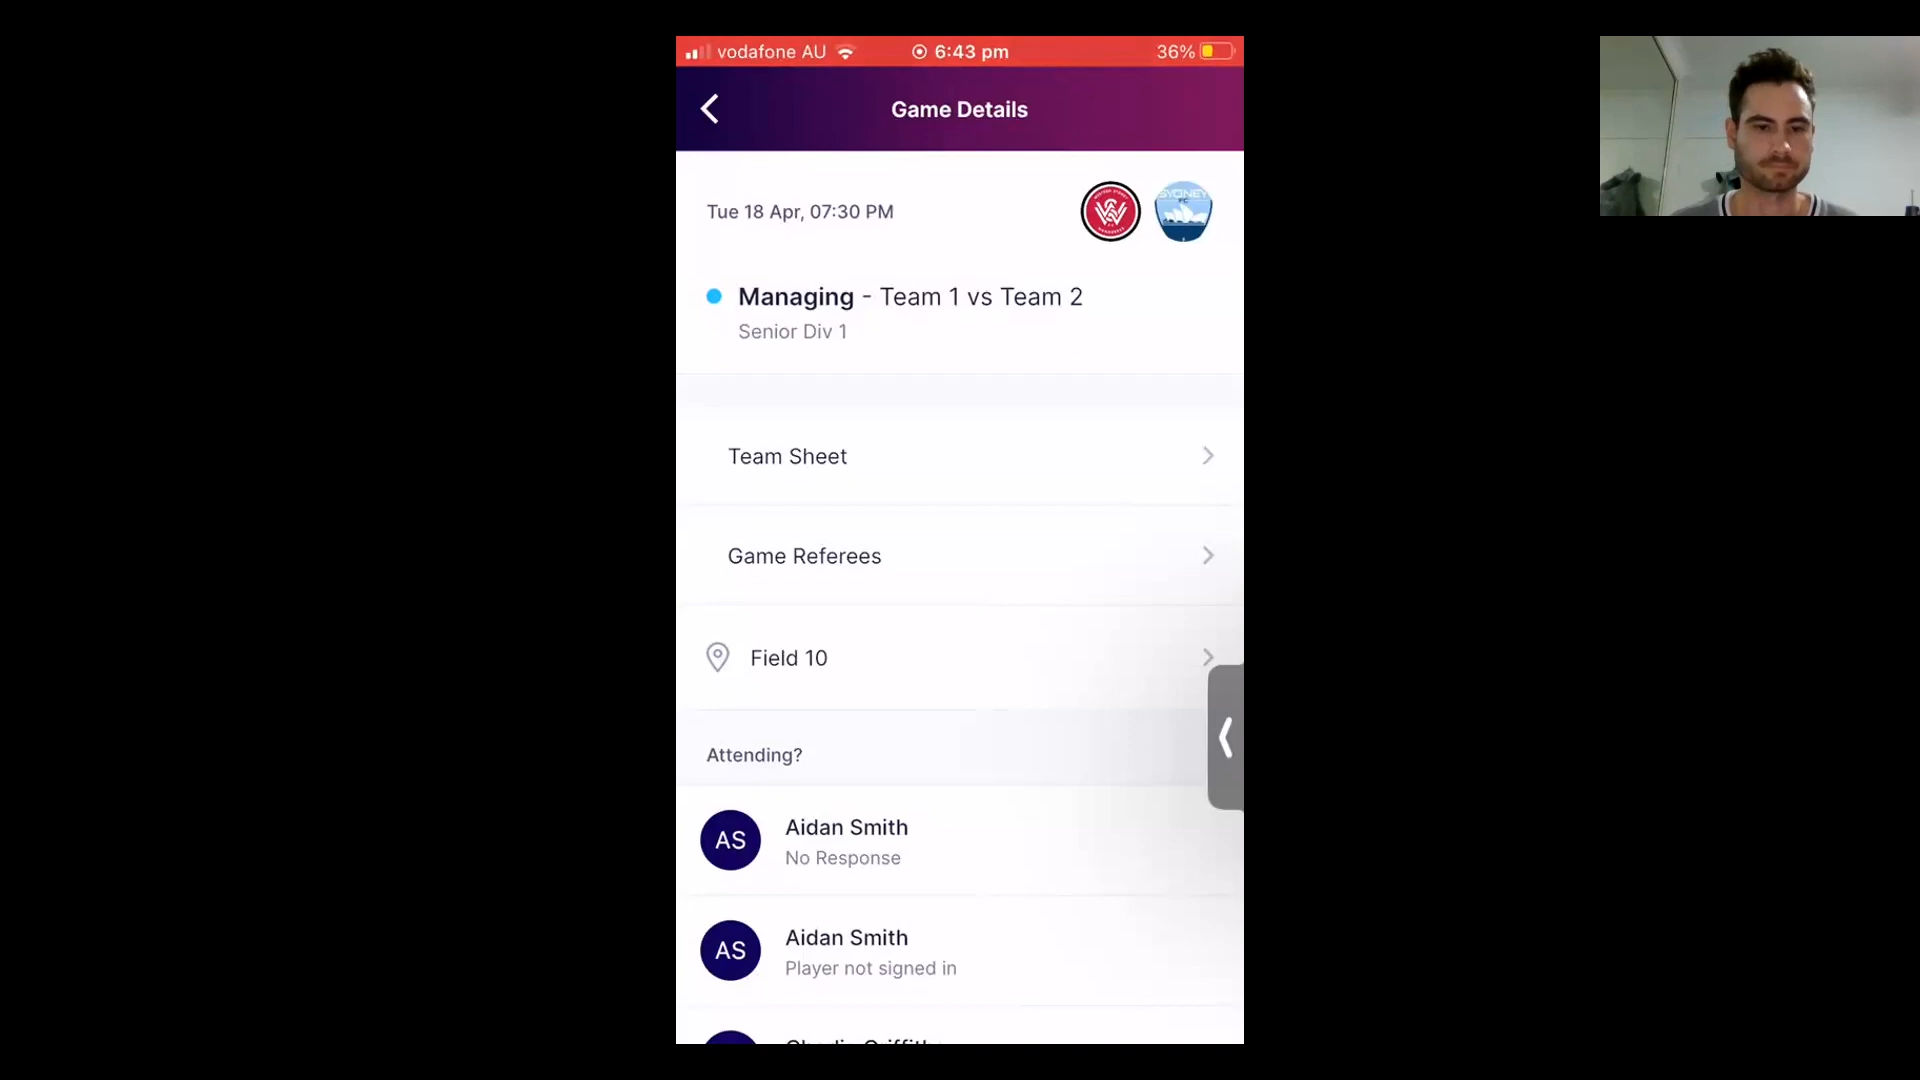 vodafone AU
6:43 pm
36%
Game Details
Tue 18 Apr, 07:30 PM
SYDNEY
FC
Managing - Team 1 vs Team 2
Senior Div 1
Team Sheet
Game Referees
Field 10
Attending?
AS
Aidan Smith
No Response
AS
Aidan Smith
Player not signed in